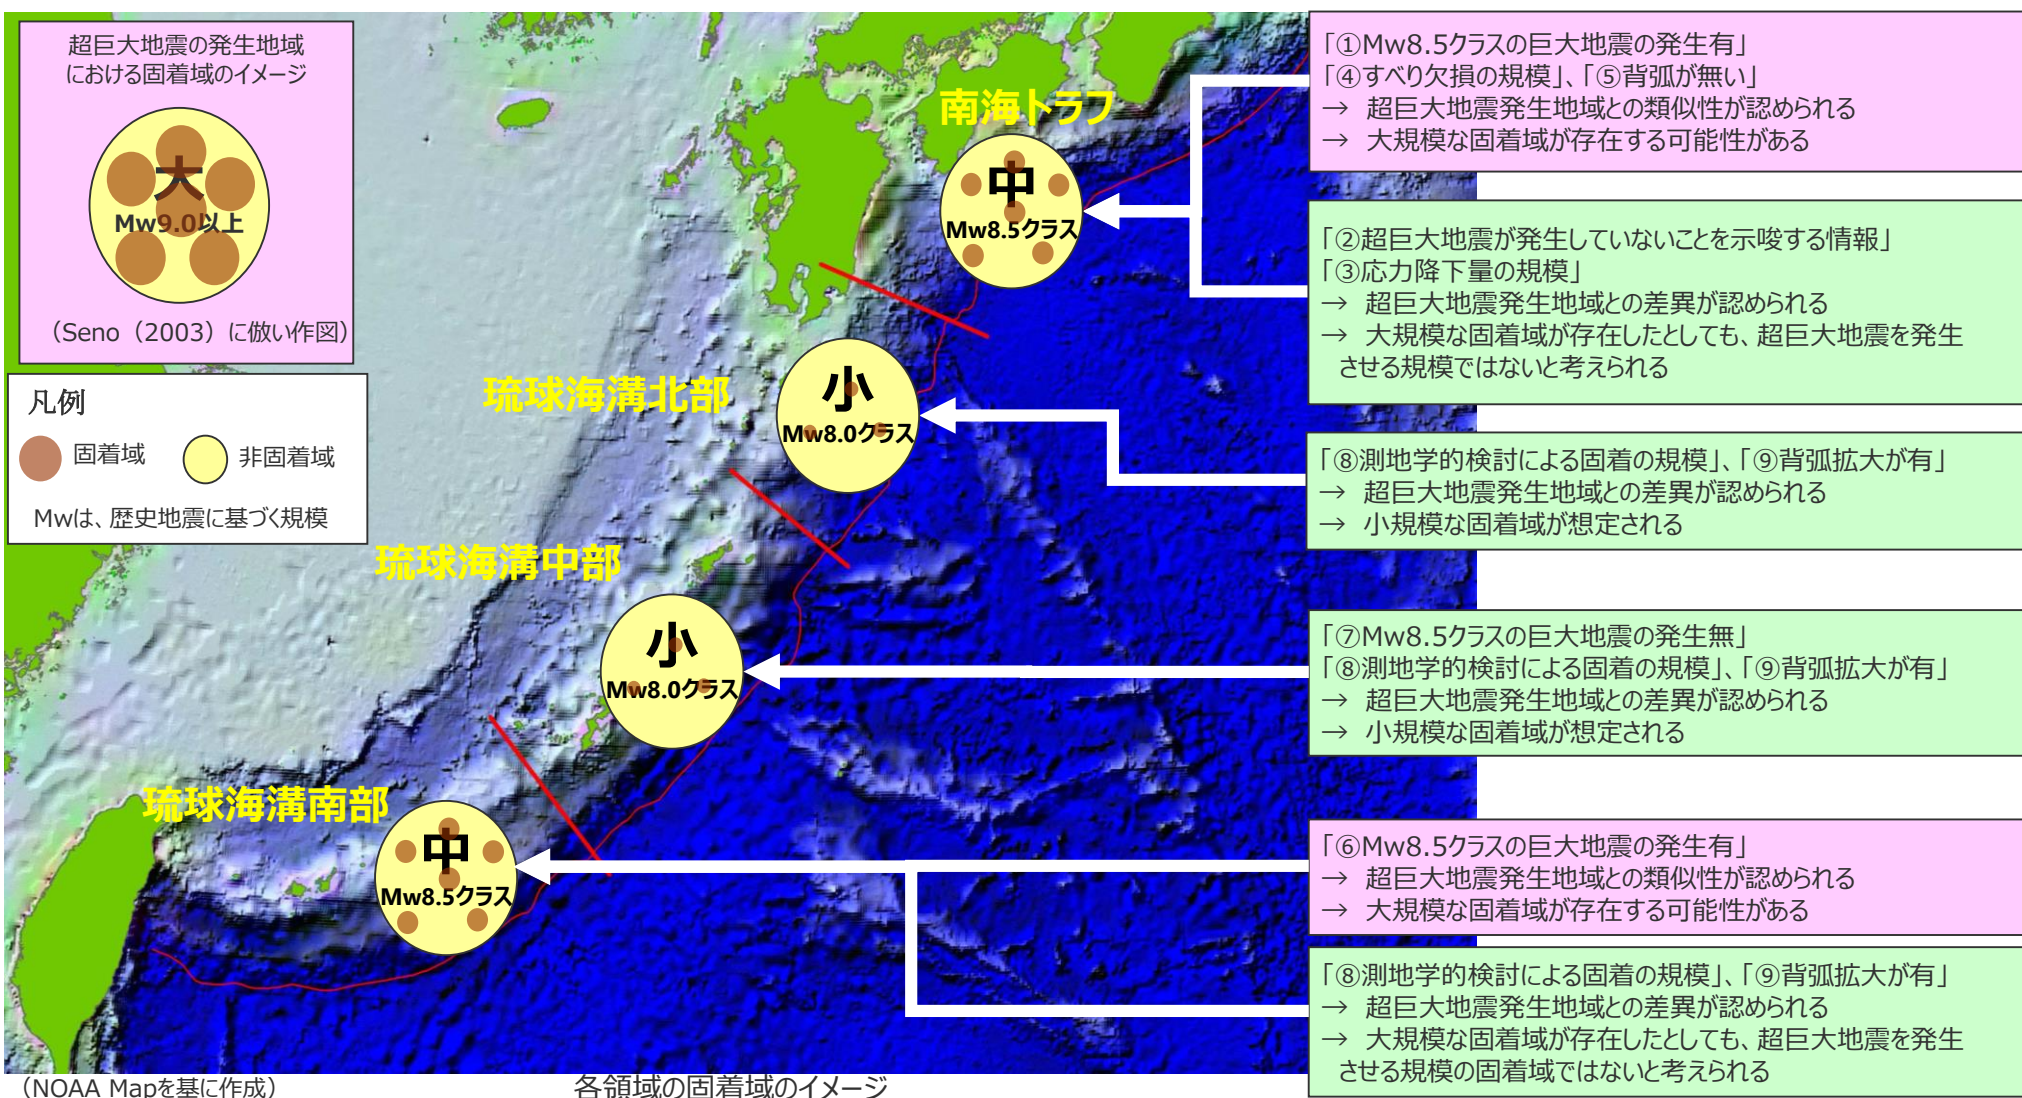 超巨大地震の発生地域
における固着域のイメージ
大
Mw9.0以上
（Seno（2003）に倣い作図）
凡例
固着域
非固着域
Mwは、歴史地震に基づく規模
南海トラフ
中
Mw8.5クラス
琉球海溝北部
小
Mw8.0クラス
琉球海溝中部
小
Mw8.0クラス
琉球海溝南部
中
Mw8.5クラス
「①Mw8.5クラスの巨大地震の発生有」
「④すべり欠損の規模」、「⑤背弧が無い」
→ 超巨大地震発生地域との類似性が認められる
→ 大規模な固着域が存在する可能性がある
「②超巨大地震が発生していないことを示唆する情報」
「③応力降下量の規模」
→ 超巨大地震発生地域との差異が認められる
→ 大規模な固着域が存在したとしても、超巨大地震を発生
させる規模ではないと考えられる
「⑧測地学的検討による固着の規模」、「⑨背弧拡大が有」
→ 超巨大地震発生地域との差異が認められる
→ 小規模な固着域が想定される
「⑦Mw8.5クラスの巨大地震の発生無」
「⑧測地学的検討による固着の規模」、「⑨背弧拡大が有」
→ 超巨大地震発生地域との差異が認められる
→ 小規模な固着域が想定される
「⑥Mw8.5クラスの巨大地震の発生有」
→ 超巨大地震発生地域との類似性が認められる
→ 大規模な固着域が存在する可能性がある
「⑧測地学的検討による固着の規模」、「⑨背弧拡大が有」
→ 超巨大地震発生地域との差異が認められる
→ 大規模な固着域が存在したとしても、超巨大地震を発生
させる規模の固着域ではないと考えられる
（NOAA Mapを基に作成）
各領域の固着域のイメージ